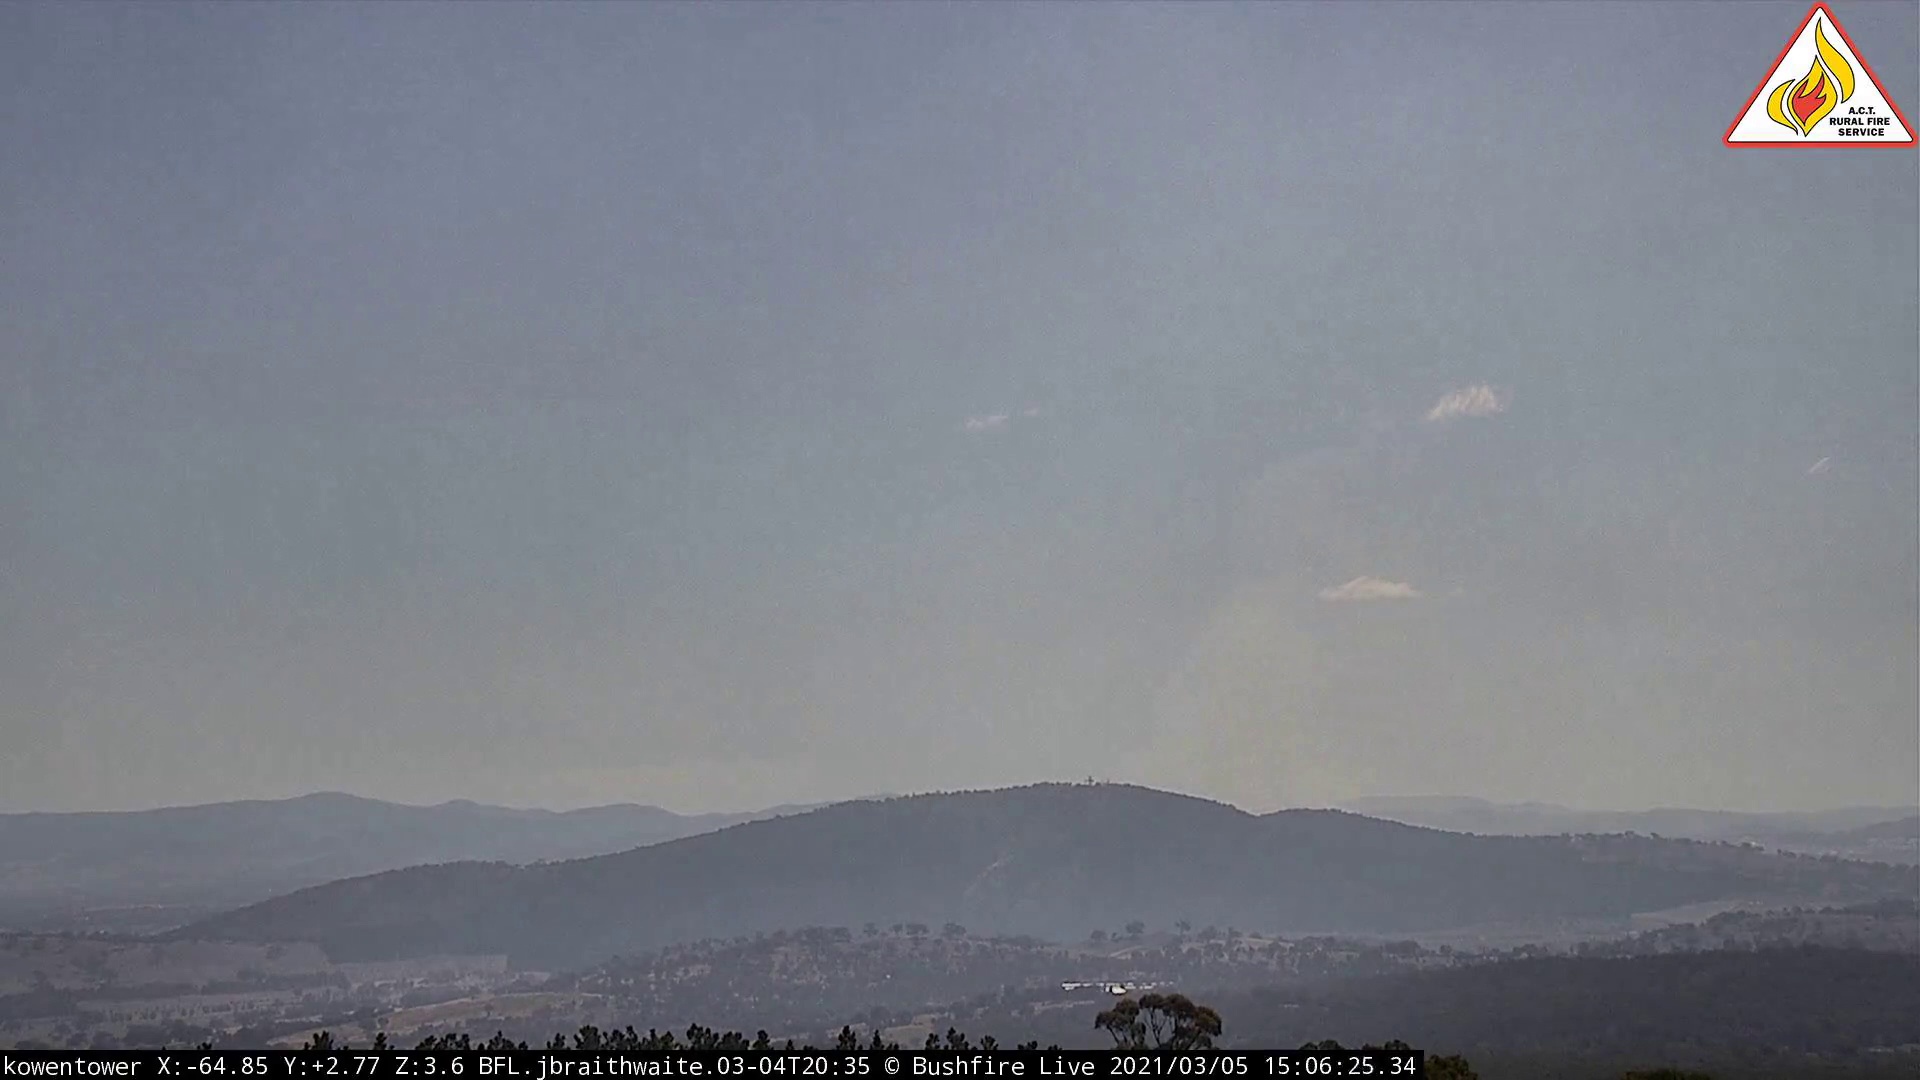 A.C.T.
RURAL FIRE
SERVICE
kowentower X:-64.85 Y:+2.77 Z:3.6 BFL.jbraithwaite.03-04T20:35 © Bushfire Live 2021/03/05 15:06:25.34